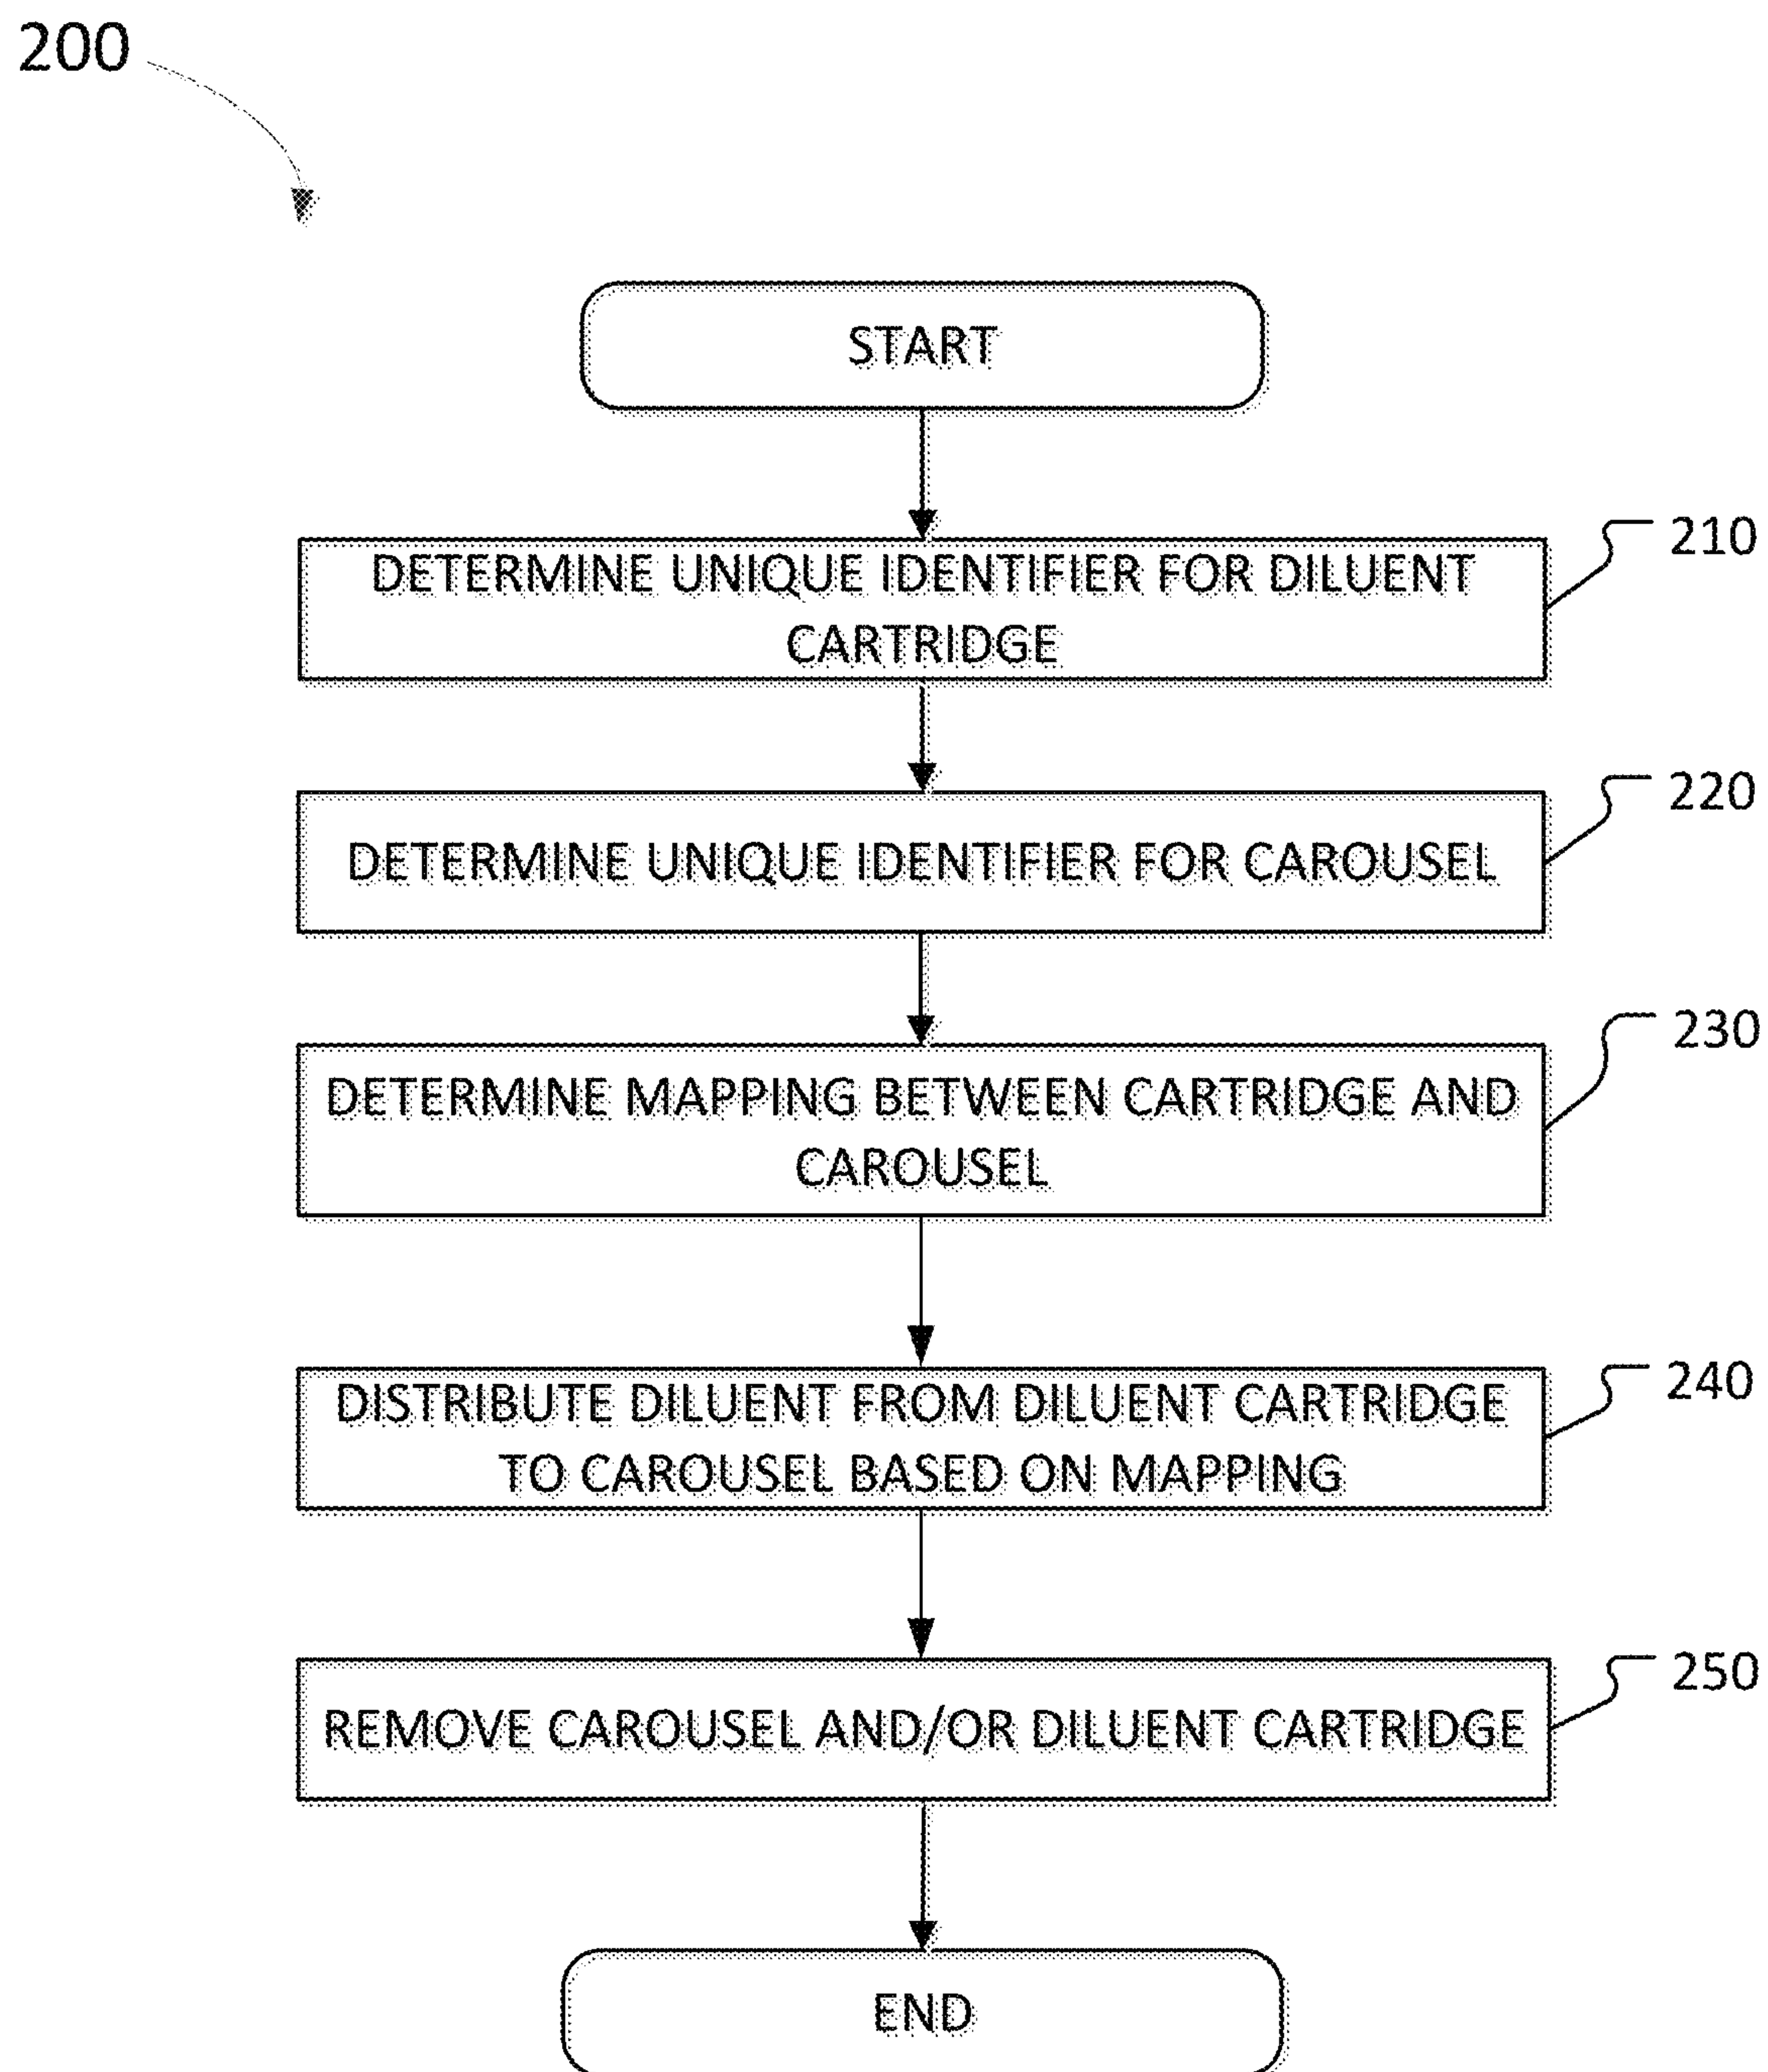 200
START
210
DETERMINE UNIQUE IDENTIFIER FOR DILUENT
CARTRIDGE
220
DETERMINE UNIQUE IDENTIFIER FOR CAROUSEL
230
DETERMINE MAPPING BETWEEN CARTRIDGE AND
CAROUSEL
240
DISTRIBUTE DILUENT FROM DILUENT CARTRIDGE
TO CAROUSEL BASED ON MAPPING
250
REMOVE CAROUSEL AND/OR DILUENT CARTRIDGE
END